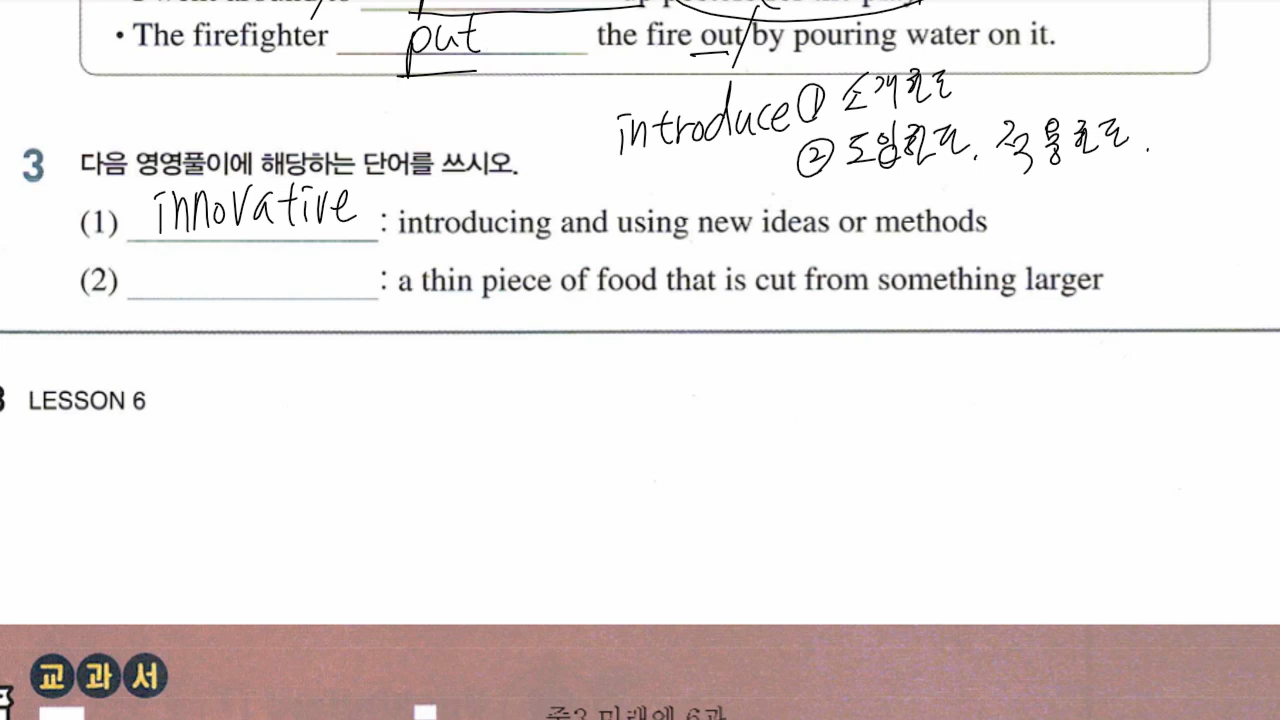 • The firefighter put the fire out by pouring water on it.
introduce ① 소개한다
② 도입한다, 적용한다.
3 다음 영영풀이에 해당하는 단어를 쓰시오.
(1) innovative : introducing and using new ideas or methods
(2) : a thin piece of food that is cut from something larger
LESSON 6
교과서